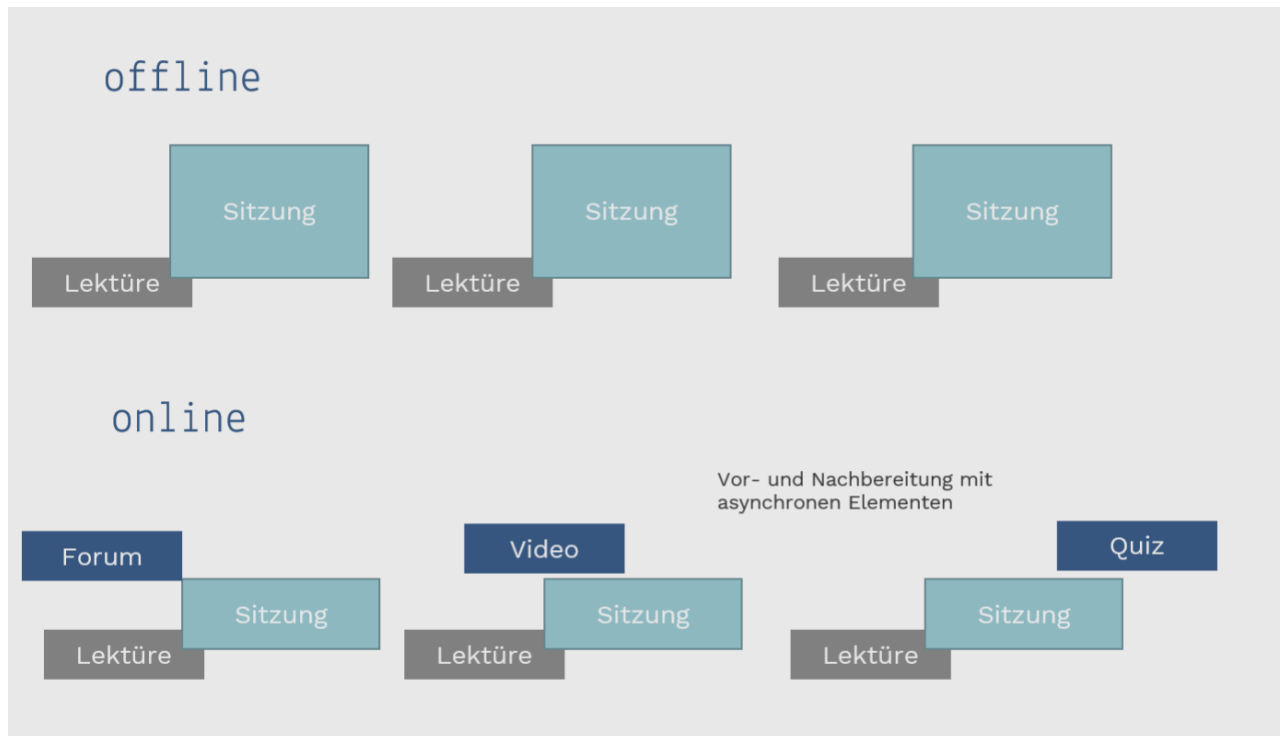 offline
Sitzung
Sitzung
Sitzung
Lektüre
Lektüre
Lektüre
online
Vor- und Nachbereitung mit
asynchronen Elementen
Forum
Video
Quiz
Sitzung
Sitzung
Sitzung
Lektüre
Lektüre
Lektüre